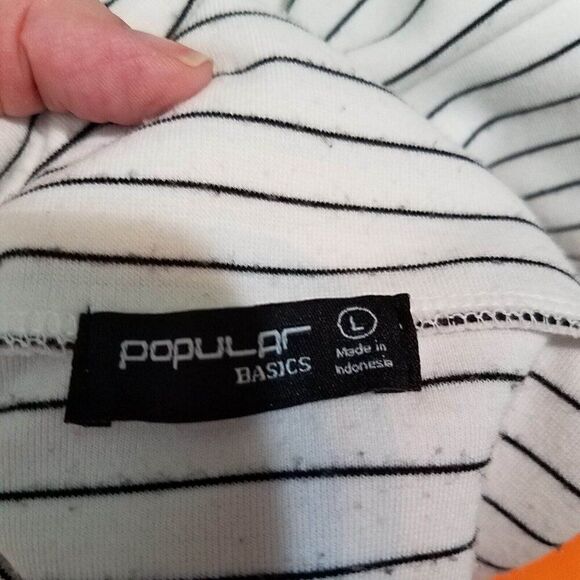 POPULAR
BASICS
L
Made in
Indonesia